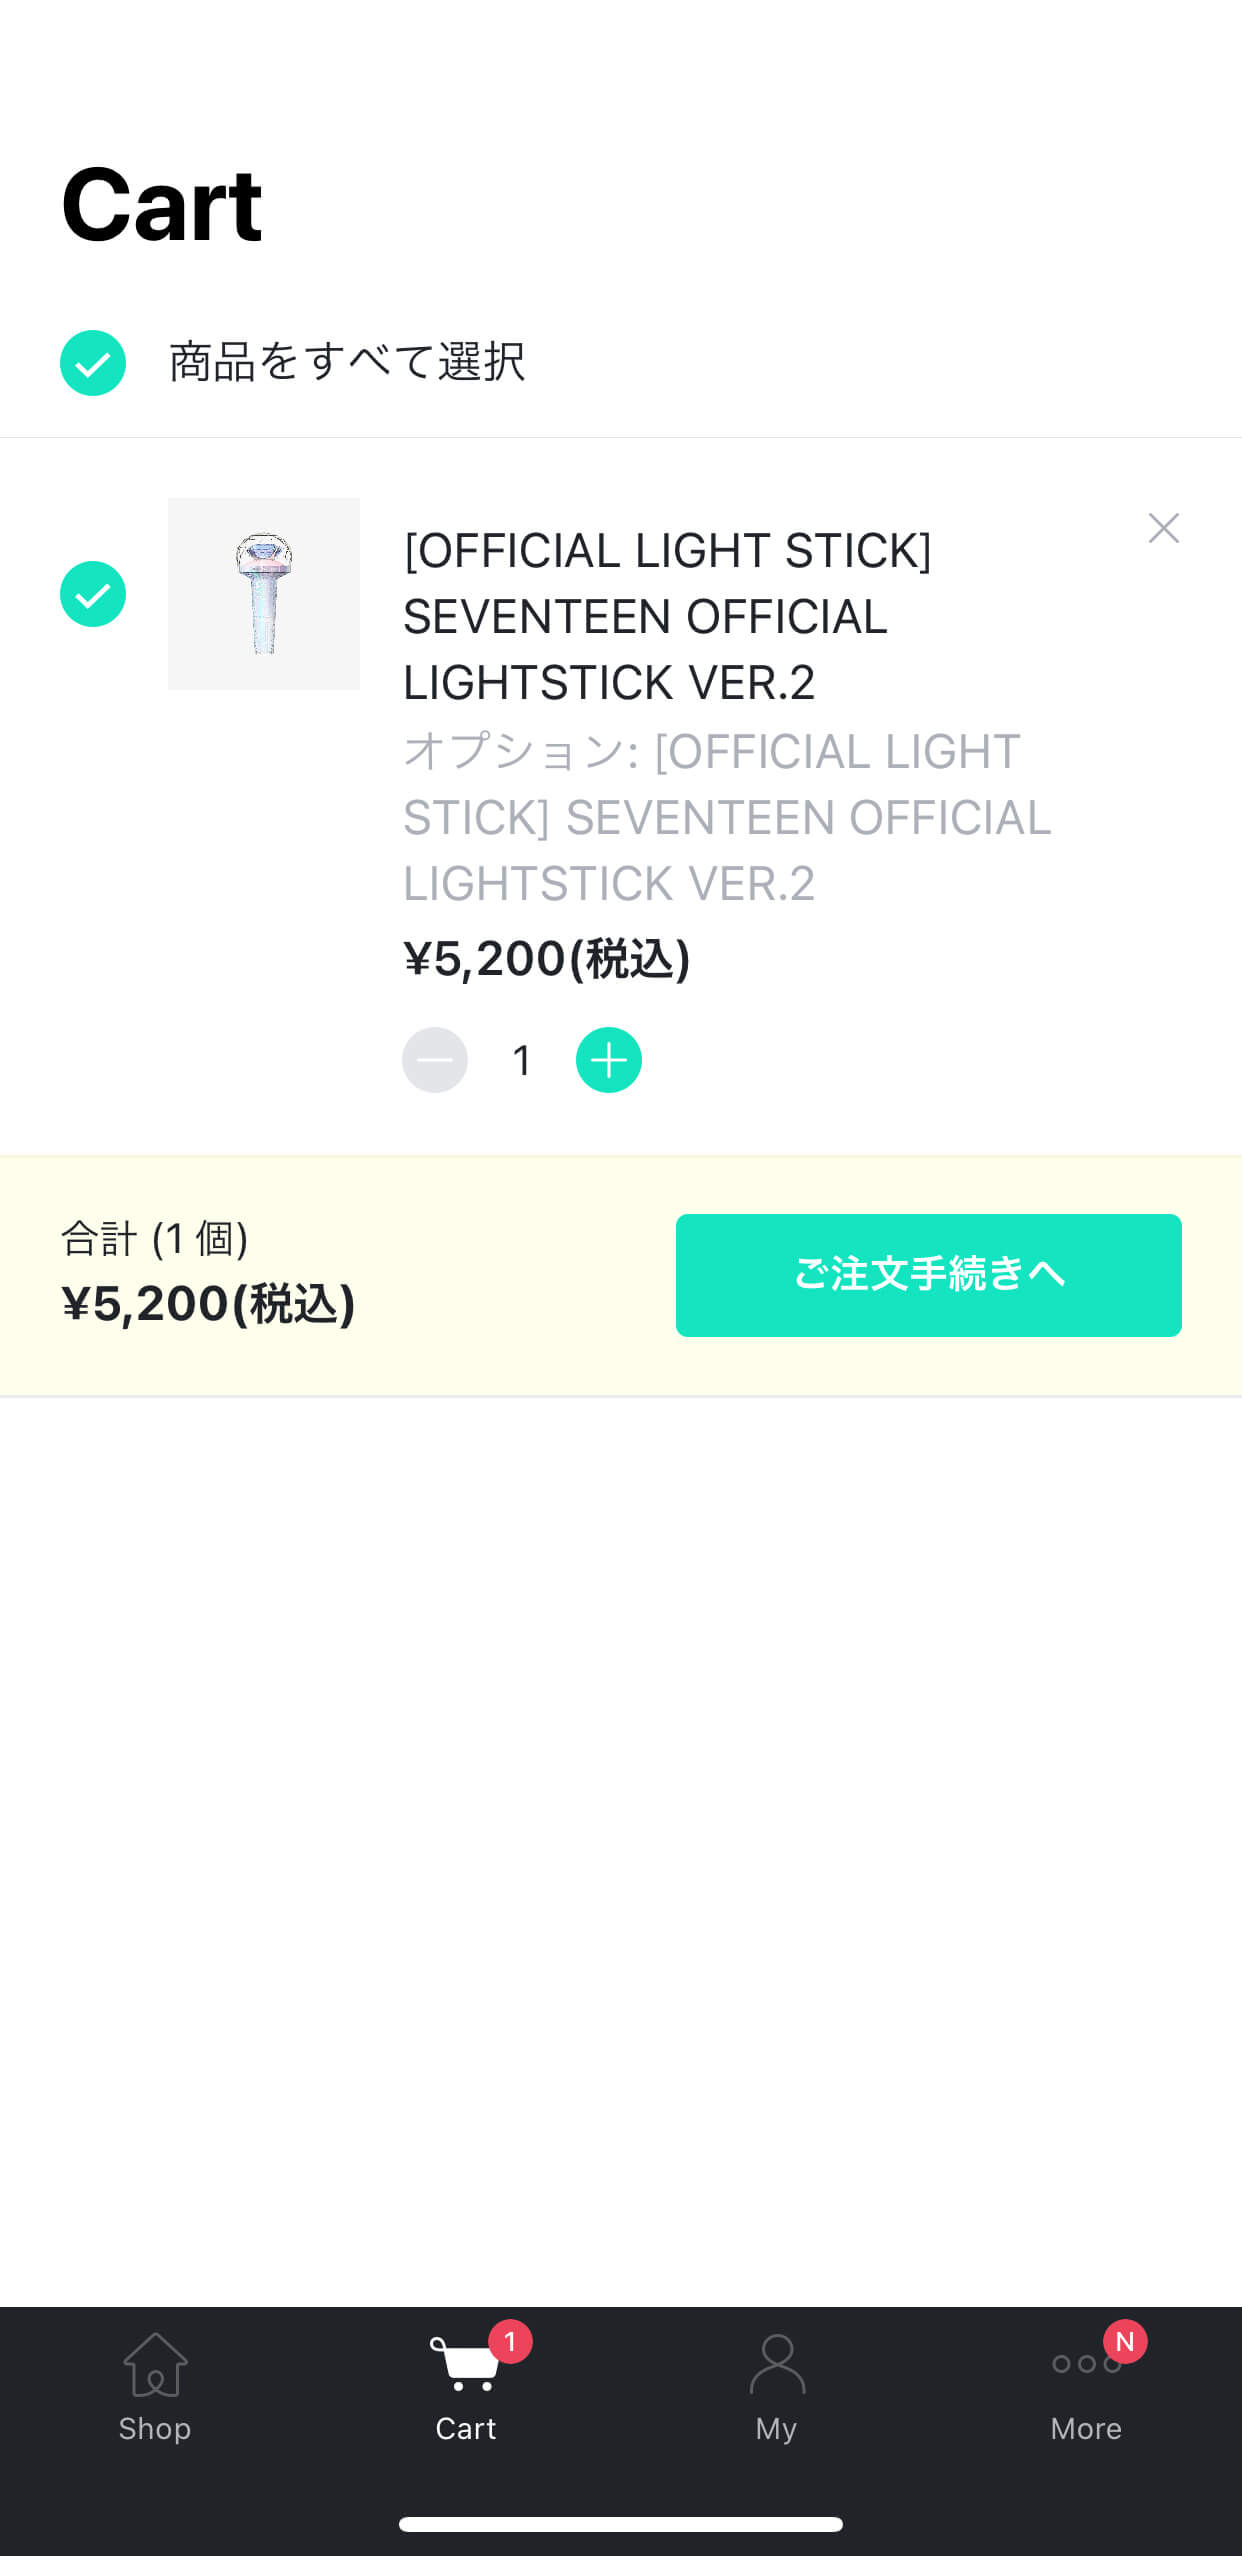 Cart
商品をすべて選択
[OFFICIAL LIGHT STICK]
SEVENTEEN OFFICIAL
LIGHTSTICK VER.2
オプション: [OFFICIAL LIGHT
STICK] SEVENTEEN OFFICIAL
LIGHTSTICK VER.2
¥5,200(税込)
1
合計 (1 個)
¥5,200(税込)
ご注文手続きへ
1
N
Shop
Cart
My
More